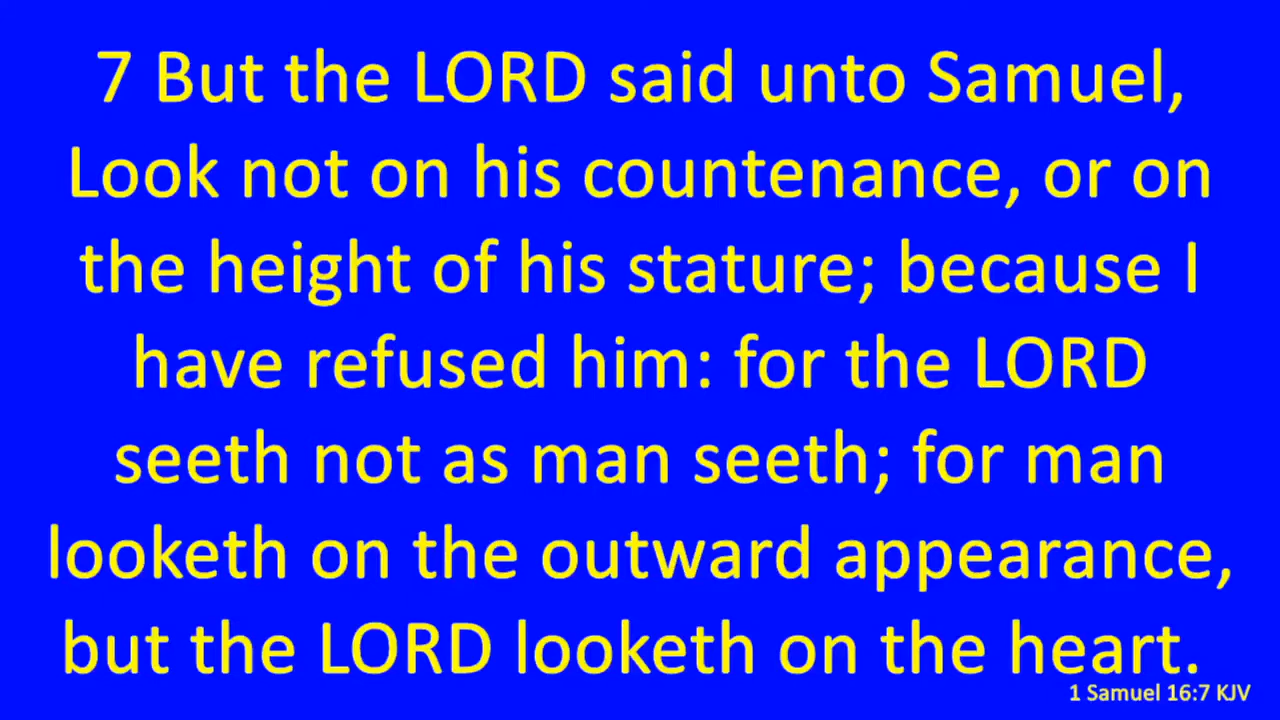 7 But the LORD said unto Samuel,
Look not on his countenance, or on
the height of his stature; because I
have refused him: for the LORD
seeth not as man seeth; for man
looketh on the outward appearance,
but the LORD looketh on the heart.
1 Samuel 16:7 KJV